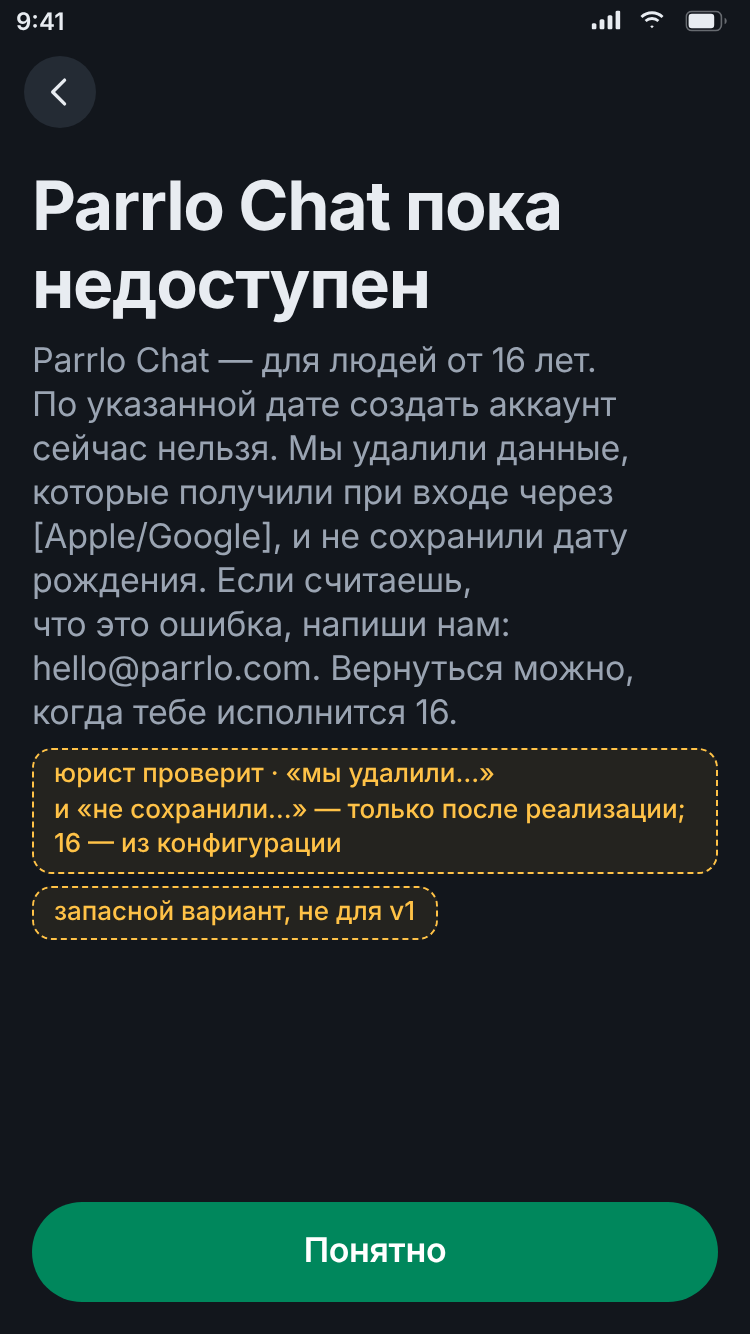 9:41
Parrlo Chat пока
недоступен
Parrlo Chat — для людей от 16 лет.
По указанной дате создать аккаунт
сейчас нельзя. Мы удалили данные,
которые получили при входе через
[Apple/Google], и не сохранили дату
рождения. Если считаешь,
что это ошибка, напиши нам:
hello@parrlo.com. Вернуться можно,
когда тебе исполнится 16.
юрист проверит · «мы удалили…»
и «не сохранили…» — только после реализации;
16 — из конфигурации
запасной вариант, не для v1
Понятно